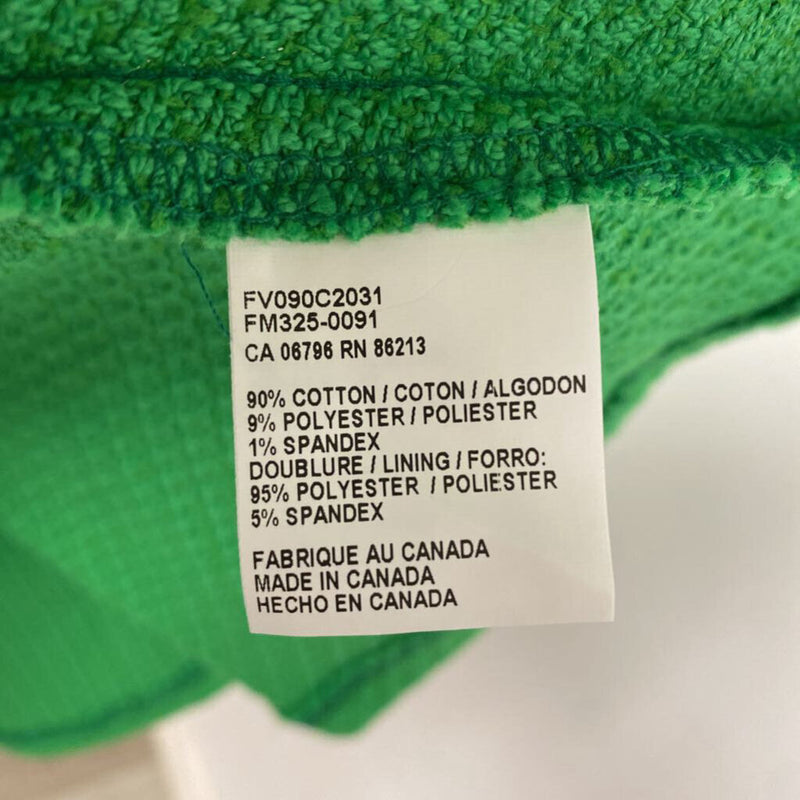 FV090C2031
FM325-0091
CA 06796 RN 86213
90% COTTON / COTON / ALGODON
9% POLYESTER / POLIESTER
1% SPANDEX
DOUBLURE / LINING / FORRO:
95% POLYESTER / POLIESTER
5% SPANDEX
FABRIQUE AU CANADA
MADE IN CANADA
HECHO EN CANADA